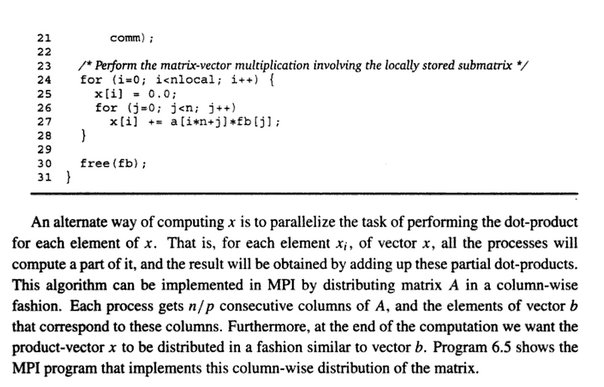 21 comm);
22
23 /* Perform the matrix-vector multiplication involving the locally stored submatrix */
24 for (i=0; i<nlocal; i++) {
25 x[i] = 0.0;
26 for (j=0; j<n; j++)
27 x[i] += a[i*n+j]*fb[j];
28 }
29
30 free(fb);
31 }
An alternate way of computing x is to parallelize the task of performing the dot-product
for each element of x. That is, for each element xᵢ, of vector x, all the processes will
compute a part of it, and the result will be obtained by adding up these partial dot-products.
This algorithm can be implemented in MPI by distributing matrix A in a column-wise
fashion. Each process gets n/p consecutive columns of A, and the elements of vector b
that correspond to these columns. Furthermore, at the end of the computation we want the
product-vector x to be distributed in a fashion similar to vector b. Program 6.5 shows the
MPI program that implements this column-wise distribution of the matrix.